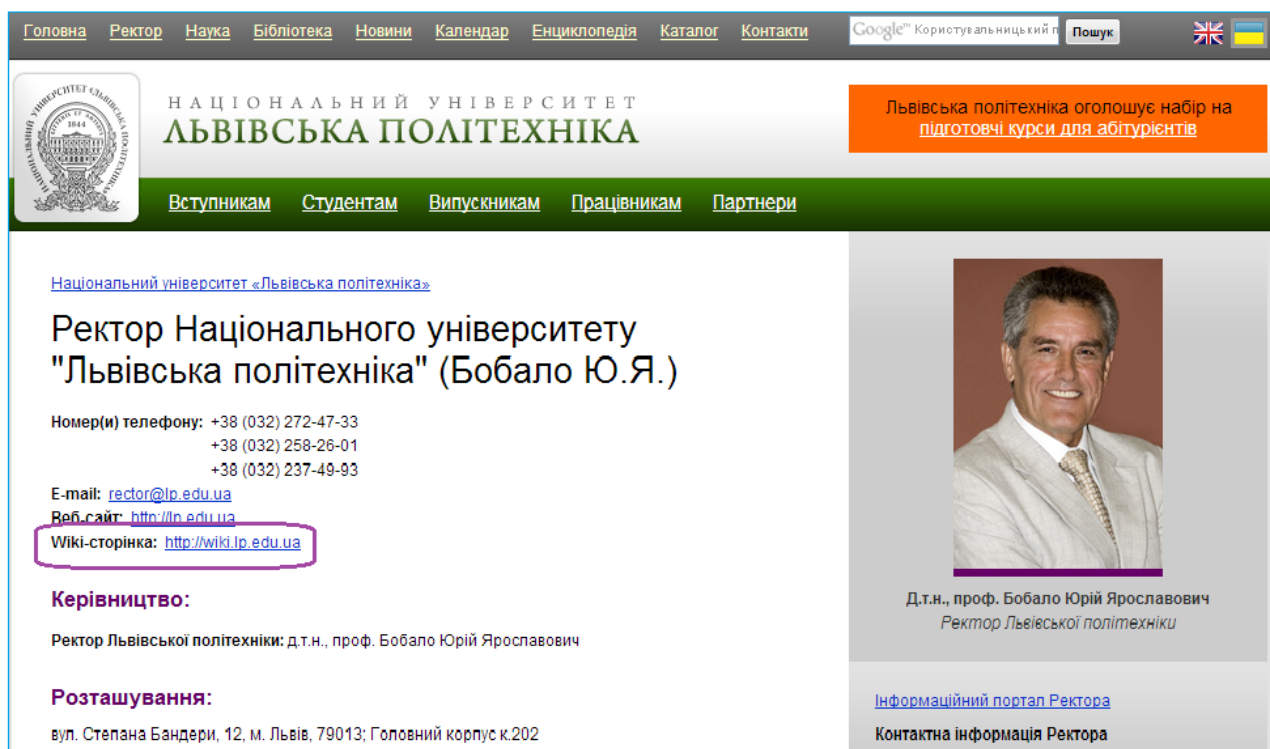 Головна Ректор Наука Бібліотека Новини Календар Енциклопедія Каталог Контакти Google™ Користувальницький п Пошук
НАЦІОНАЛЬНИЙ УНІВЕРСИТЕТ
ЛЬВІВСЬКА ПОЛІТЕХНІКА
1844
Львівська політехніка оголошує набір на
підготовчі курси для абітурієнтів
Вступникам Студентам Випускникам Працівникам Партнери
Національний університет «Львівська політехніка»
Ректор Національного університету
"Львівська політехніка" (Бобало Ю.Я.)
Номер(и) телефону: +38 (032) 272-47-33
+38 (032) 258-26-01
+38 (032) 237-49-93
E-mail: rector@lp.edu.ua
Веб-сайт: http://lp.edu.ua
Wiki-сторінка: http://wiki.lp.edu.ua
Керівництво:
Ректор Львівської політехніки: д.т.н., проф. Бобало Юрій Ярославович
Розташування:
вул. Степана Бандери, 12, м. Львів, 79013; Головний корпус к.202
Д.т.н., проф. Бобало Юрій Ярославович
Ректор Львівської політехніки
Інформаційний портал Ректора
Контактна інформація Ректора